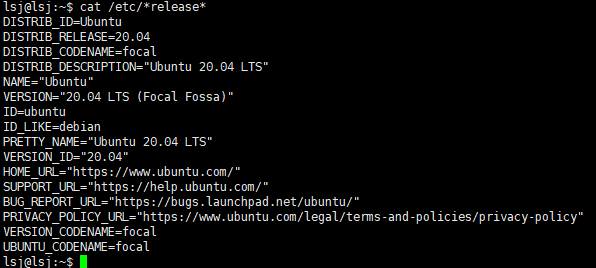 lsj@lsj:~$ cat /etc/*release*
DISTRIB_ID=Ubuntu
DISTRIB_RELEASE=20.04
DISTRIB_CODENAME=focal
DISTRIB_DESCRIPTION="Ubuntu 20.04 LTS"
NAME="Ubuntu"
VERSION="20.04 LTS (Focal Fossa)"
ID=ubuntu
ID_LIKE=debian
PRETTY_NAME="Ubuntu 20.04 LTS"
VERSION_ID="20.04"
HOME_URL="https://www.ubuntu.com/"
SUPPORT_URL="https://help.ubuntu.com/"
BUG_REPORT_URL="https://bugs.launchpad.net/ubuntu/"
PRIVACY_POLICY_URL="https://www.ubuntu.com/legal/terms-and-policies/privacy-policy"
VERSION_CODENAME=focal
UBUNTU_CODENAME=focal
lsj@lsj:~$